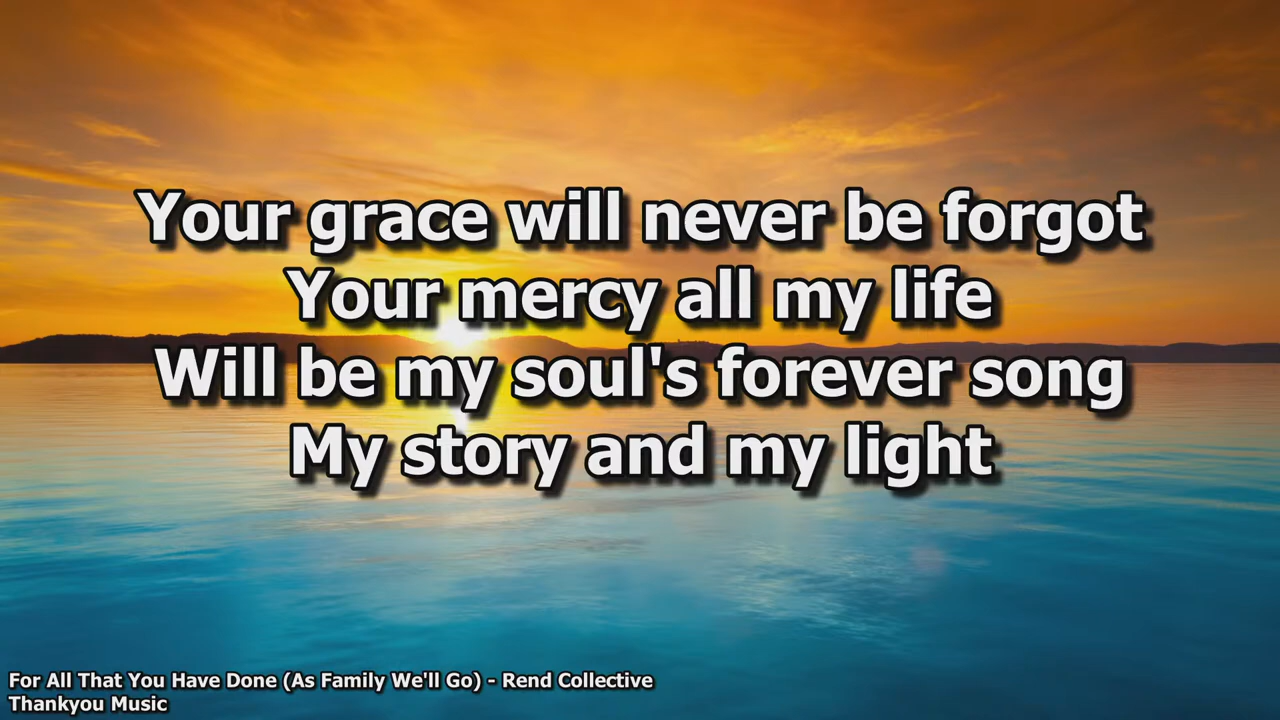 Your grace will never be forgot
Your mercy all my life
Will be my soul's forever song
My story and my light
For All That You Have Done (As Family We'll Go) - Rend Collective
Thankyou Music